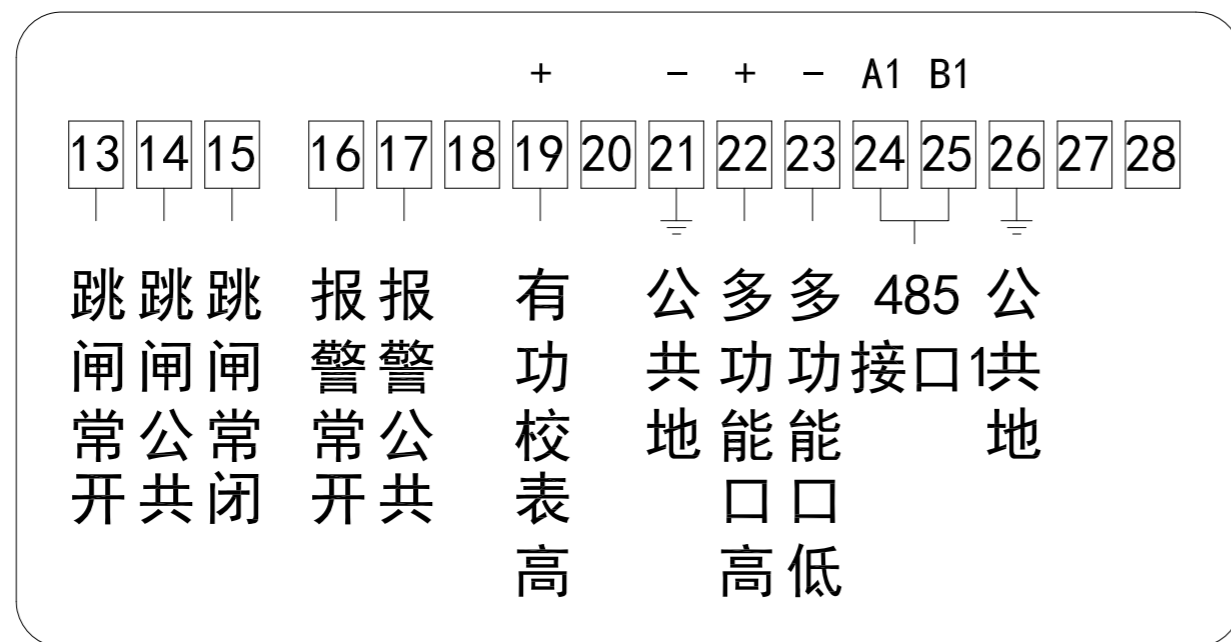 + − + − A1 B1
13 14 15 16 17 18 19 20 21 22 23 24 25 26 27 28
跳闸常开
跳闸公共
跳闸常闭
报警常开
报警公共
有功校表高
公共地
多功能口高
多功能口低
485
接口1
公共地